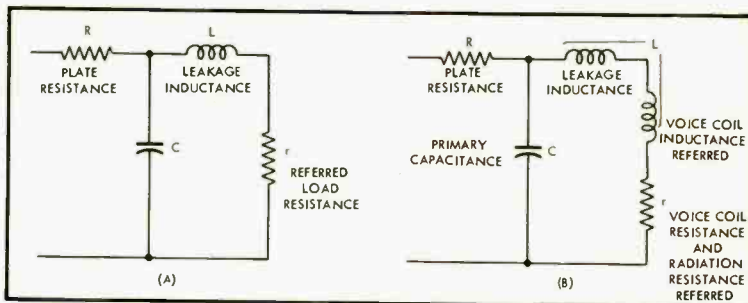 R
L
PLATE
RESISTANCE
LEAKAGE
INDUCTANCE
C
r
REFERRED
LOAD
RESISTANCE
(A)
R
L
PLATE
RESISTANCE
LEAKAGE
INDUCTANCE
VOICE COIL
INDUCTANCE
REFERRED
PRIMARY
CAPACITANCE
C
r
VOICE COIL
RESISTANCE
AND
RADIATION
RESISTANCE
REFERRED
(B)